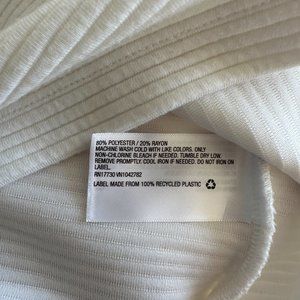 80% POLYESTER / 20% RAYON
MACHINE WASH COLD WITH LIKE COLORS. ONLY
NON-CHLORINE BLEACH IF NEEDED. TUMBLE DRY LOW.
REMOVE PROMPTLY. COOL IRON IF NEEDED. DO NOT IRON ON
LABEL.
RN17730 VN1042782
LABEL MADE FROM 100% RECYCLED PLASTIC